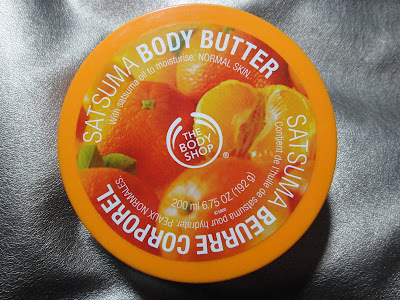 SATSUMA BODY BUTTER
With satsuma oil to moisturise. NORMAL SKIN.
THE
BODY
SHOP
®
SATSUMA BEURRE CORPOREL
Contient de l'huile de satsuma pour hydrater. PEAUX NORMALES.
200 ml 6.75 OZ (192 g)